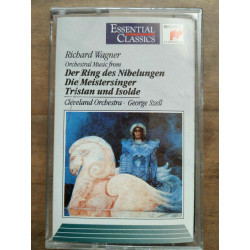 ESSENTIAL
CLASSICS
Richard Wagner
Orchestral Music from
Der Ring des Nibelungen
Die Meistersinger
Tristan und Isolde
Cleveland Orchestra · George Szell